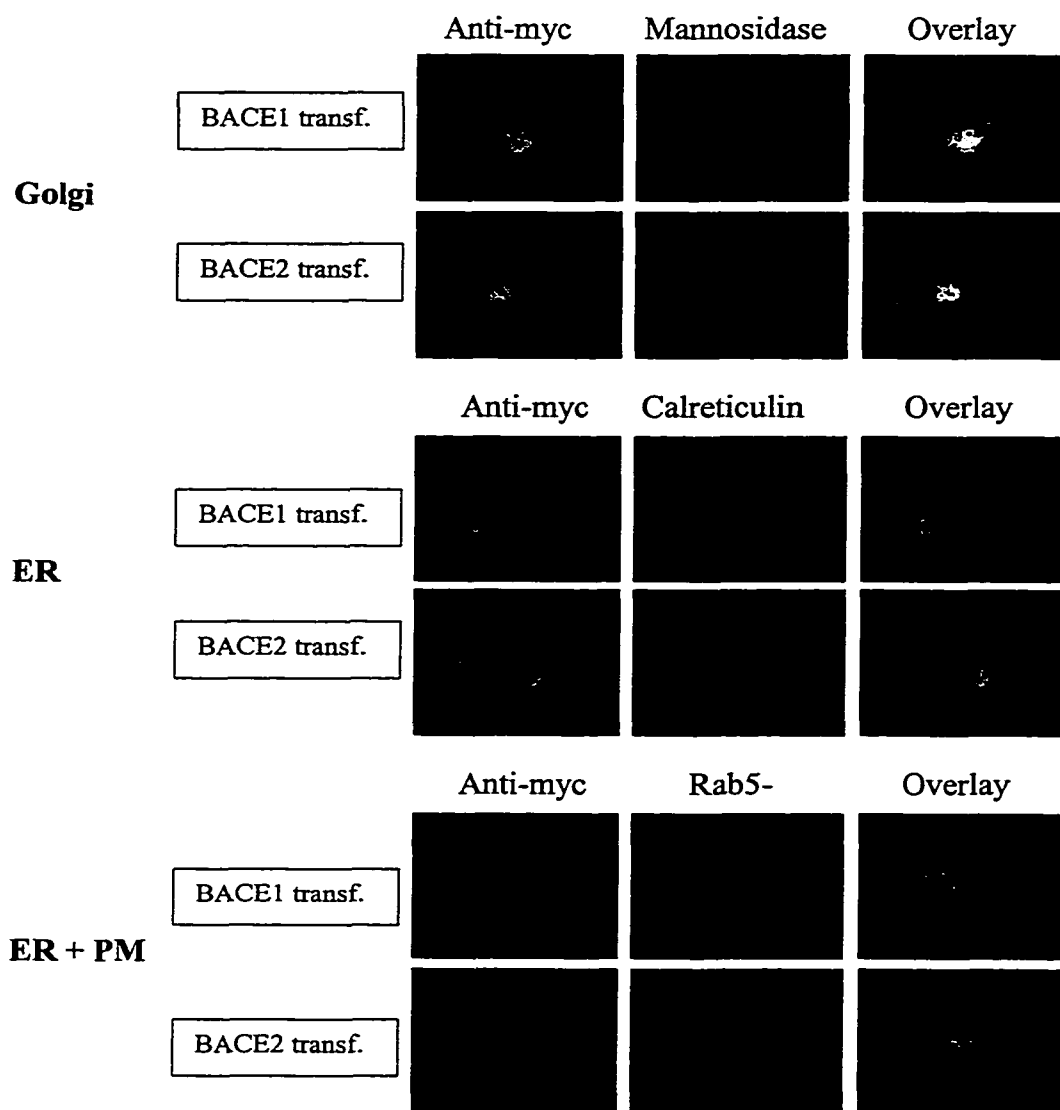 Anti-myc Mannosidase Overlay
BACE1 transf.
Golgi
BACE2 transf.
Anti-myc Calreticulin Overlay
BACE1 transf.
ER
BACE2 transf.
Anti-myc Rab5- Overlay
BACE1 transf.
ER + PM
BACE2 transf.